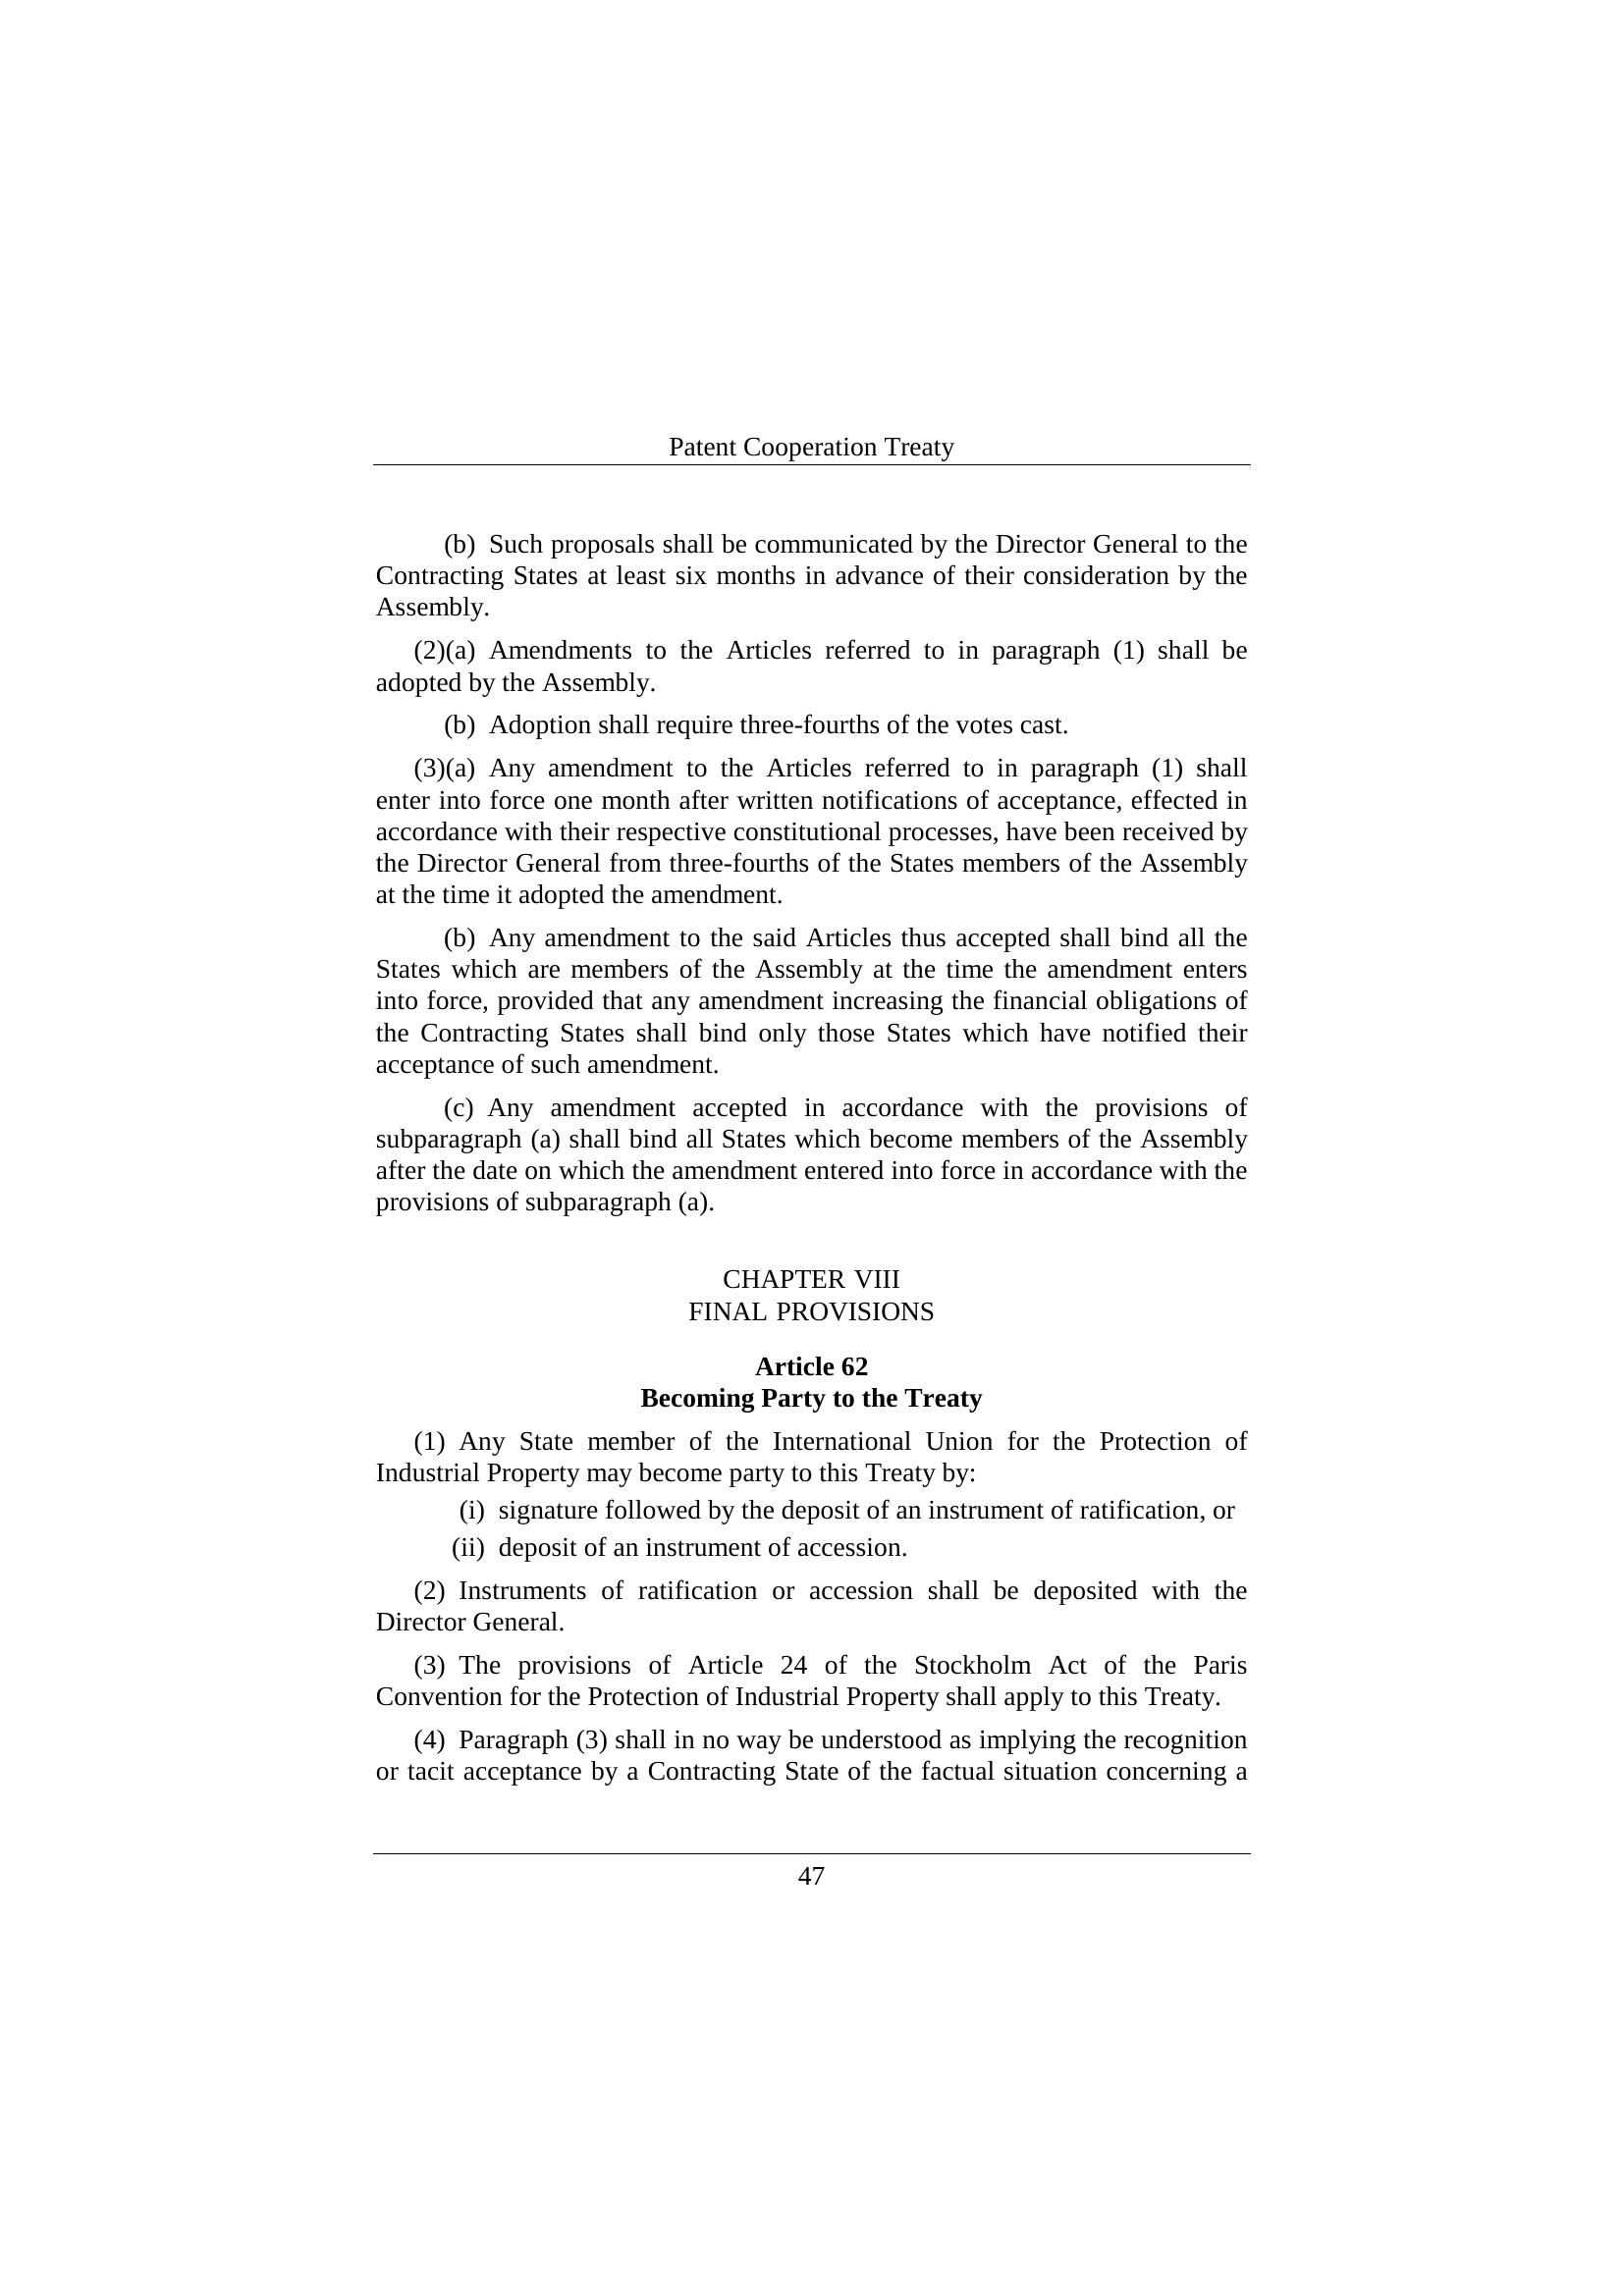 Patent Cooperation Treaty
(b) Such proposals shall be communicated by the Director General to the
Contracting States at least six months in advance of their consideration by the
Assembly.
(2)(a) Amendments to the Articles referred to in paragraph (1) shall be
adopted by the Assembly.
(b) Adoption shall require three-fourths of the votes cast.
(3)(a) Any amendment to the Articles referred to in paragraph (1) shall
enter into force one month after written notifications of acceptance, effected in
accordance with their respective constitutional processes, have been received by
the Director General from three-fourths of the States members of the Assembly
at the time it adopted the amendment.
(b) Any amendment to the said Articles thus accepted shall bind all the
States which are members of the Assembly at the time the amendment enters
into force, provided that any amendment increasing the financial obligations of
the Contracting States shall bind only those States which have notified their
acceptance of such amendment.
(c) Any amendment accepted in accordance with the provisions of
subparagraph (a) shall bind all States which become members of the Assembly
after the date on which the amendment entered into force in accordance with the
provisions of subparagraph (a).
CHAPTER VIII
FINAL PROVISIONS
Article 62
Becoming Party to the Treaty
(1) Any State member of the International Union for the Protection of
Industrial Property may become party to this Treaty by:
(i) signature followed by the deposit of an instrument of ratification, or
(ii) deposit of an instrument of accession.
(2) Instruments of ratification or accession shall be deposited with the
Director General.
(3) The provisions of Article 24 of the Stockholm Act of the Paris
Convention for the Protection of Industrial Property shall apply to this Treaty.
(4) Paragraph (3) shall in no way be understood as implying the recognition
or tacit acceptance by a Contracting State of the factual situation concerning a
47